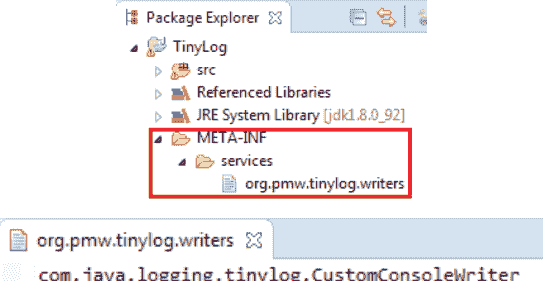 Package Explorer
TinyLog
src
Referenced Libraries
JRE System Library [jdk1.8.0_92]
META-INF
services
org.pmw.tinylog.writers
org.pmw.tinylog.writers
com.java.logging.tinylog.CustomConsoleWriter